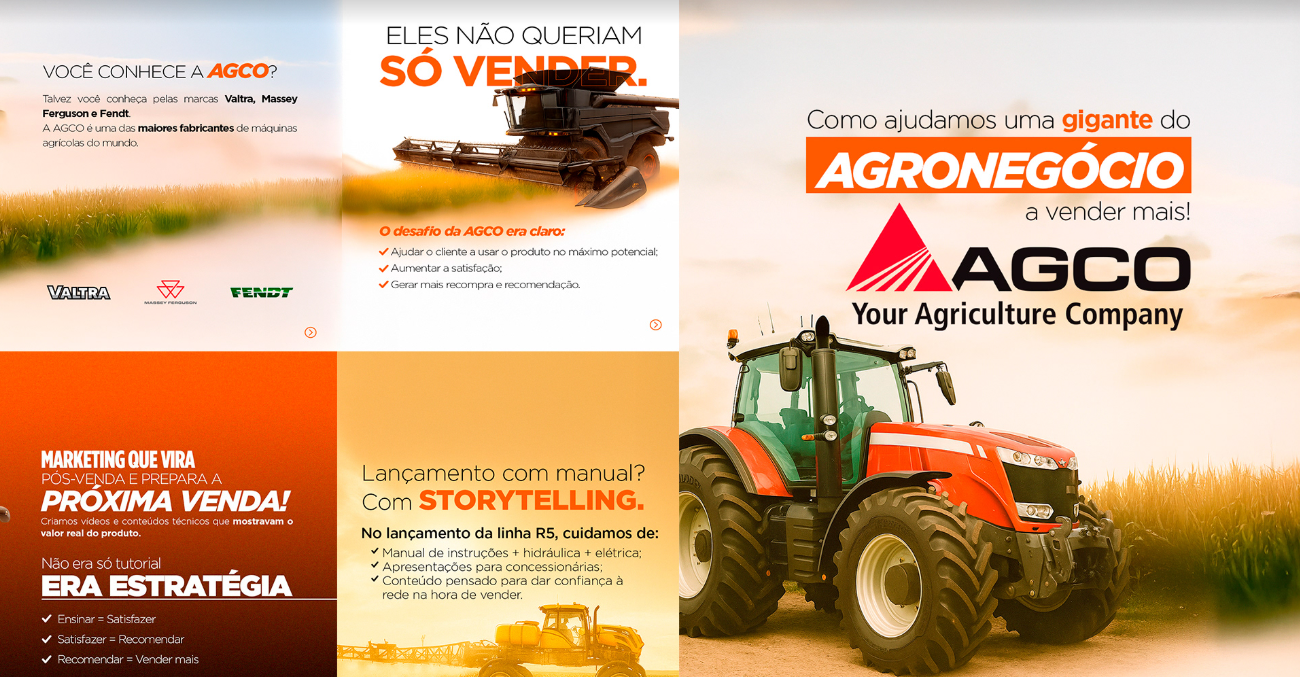 VOCÊ CONHECE A AGCO?
Talvez você conheça pelas marcas Valtra, Massey
Ferguson e Fendt.
A AGCO é uma das maiores fabricantes de máquinas
agrícolas do mundo.
VALTRA
MASSEY FERGUSON
FENDT
ELES NÃO QUERIAM
SÓ VENDER.
O desafio da AGCO era claro:
Ajudar o cliente a usar o produto no máximo potencial;
Aumentar a satisfação;
Gerar mais recompra e recomendação.
MARKETING QUE VIRA
PÓS-VENDA E PREPARA A
PRÓXIMA VENDA!
Criamos vídeos e conteúdos técnicos que mostravam o
valor real do produto.
Não era só tutorial
ERA ESTRATÉGIA
Ensinar = Satisfazer
Satisfazer = Recomendar
Recomendar = Vender mais
Lançamento com manual?
Com STORYTELLING.
No lançamento da linha R5, cuidamos de:
Manual de instruções + hidráulica + elétrica;
Apresentações para concessionárias;
Conteúdo pensado para dar confiança à
rede na hora de vender.
Como ajudamos uma gigante do
AGRONEGÓCIO
a vender mais!
AGCO
Your Agriculture Company